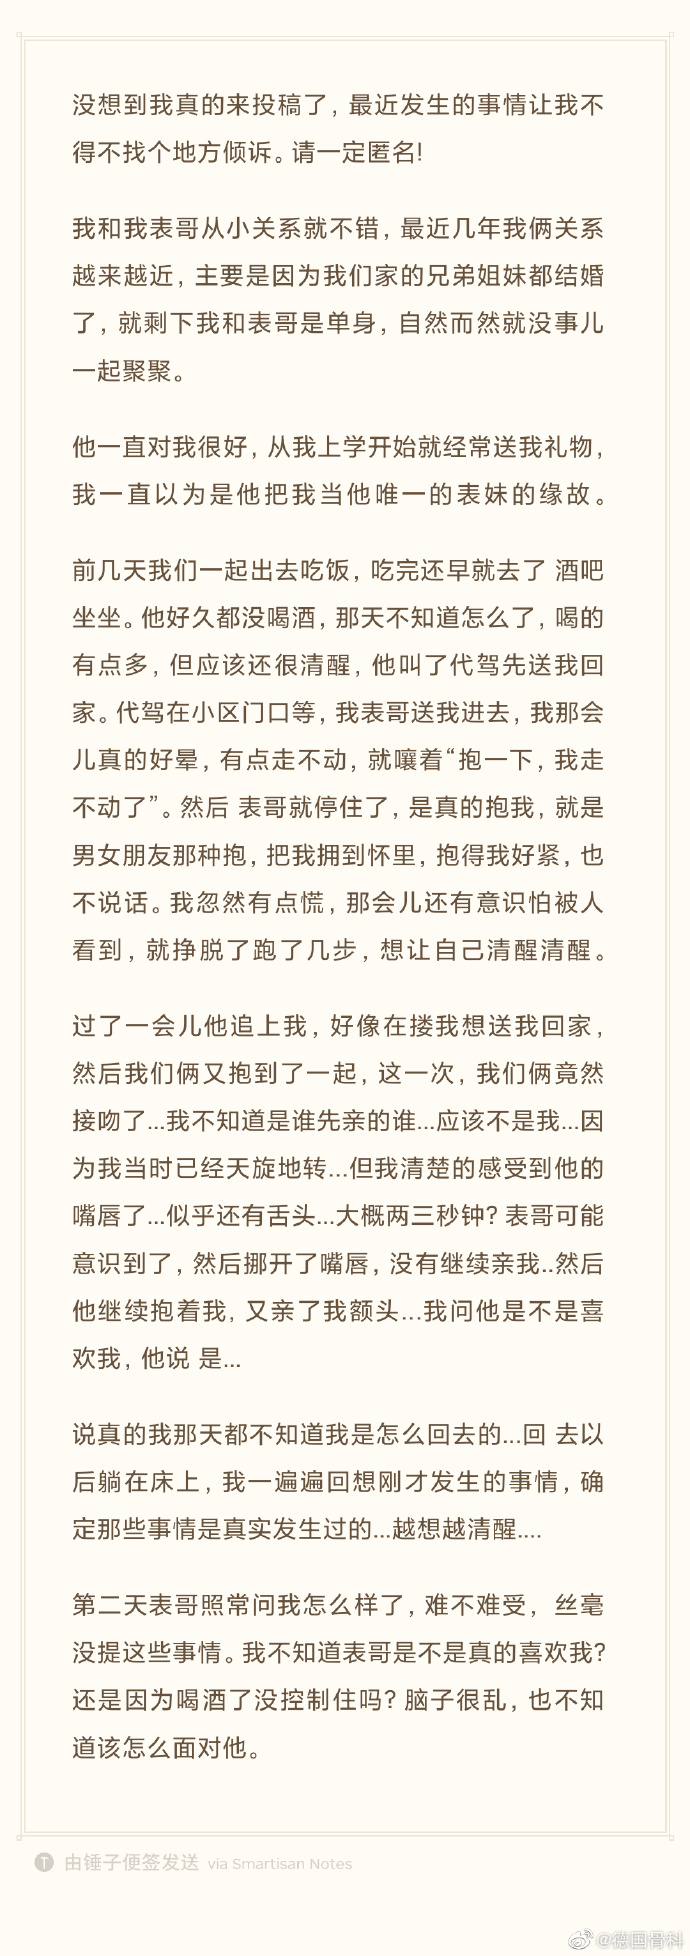 没想到我真的来投稿了，最近发生的事情让我不
得不找个地方倾诉。请一定匿名!
我和我表哥从小关系就不错，最近几年我俩关系
越来越近，主要是因为我们家的兄弟姐妹都结婚
了，就剩下我和表哥是单身，自然而然就没事儿
一起聚聚。
他一直对我很好，从我上学开始就经常送我礼物，
我一直以为是他把我当他唯一的表妹的缘故。
前几天我们一起出去吃饭，吃完还早就去了 酒吧
坐坐。他好久都没喝酒，那天不知道怎么了，喝的
有点多，但应该还很清醒，他叫了代驾先送我回
家。代驾在小区门口等，我表哥送我进去，我那会
儿真的好晕，有点走不动，就嚷着“抱一下，我走
不动了”。然后 表哥就停住了，是真的抱我，就是
男女朋友那种抱，把我拥到怀里，抱得我好紧，也
不说话。我忽然有点慌，那会儿还有意识怕被人
看到，就挣脱了跑了几步，想让自己清醒清醒。
过了一会儿他追上我，好像在搂我想送我回家，
然后我们俩又抱到了一起，这一次，我们俩竟然
接吻了...我不知道是谁先亲的谁...应该不是我...因
为我当时已经天旋地转...但我清楚的感受到他的
嘴唇了...似乎还有舌头...大概两三秒钟? 表哥可能
意识到了，然后挪开了嘴唇，没有继续亲我..然后
他继续抱着我, 又亲了我额头...我问他是不是喜
欢我，他说 是...
说真的我那天都不知道我是怎么回去的...回 去以
后躺在床上，我一遍遍回想刚才发生的事情，确
定那些事情是真实发生过的...越想越清醒....
第二天表哥照常问我怎么样了，难不难受， 丝毫
没提这些事情。我不知道表哥是不是真的喜欢我?
还是因为喝酒了没控制住吗? 脑子很乱，也不知
道该怎么面对他。
T 由锤子便签发送 via Smartisan Notes
@德国骨科